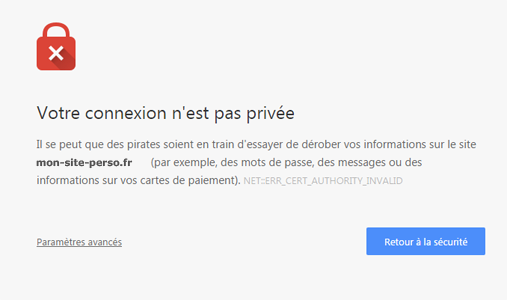 Votre connexion n'est pas privée
Il se peut que des pirates soient en train d'essayer de dérober vos informations sur le site
mon-site-perso.fr (par exemple, des mots de passe, des messages ou des
informations sur vos cartes de paiement). NET::ERR_CERT_AUTHORITY_INVALID
Paramètres avancés Retour à la sécurité